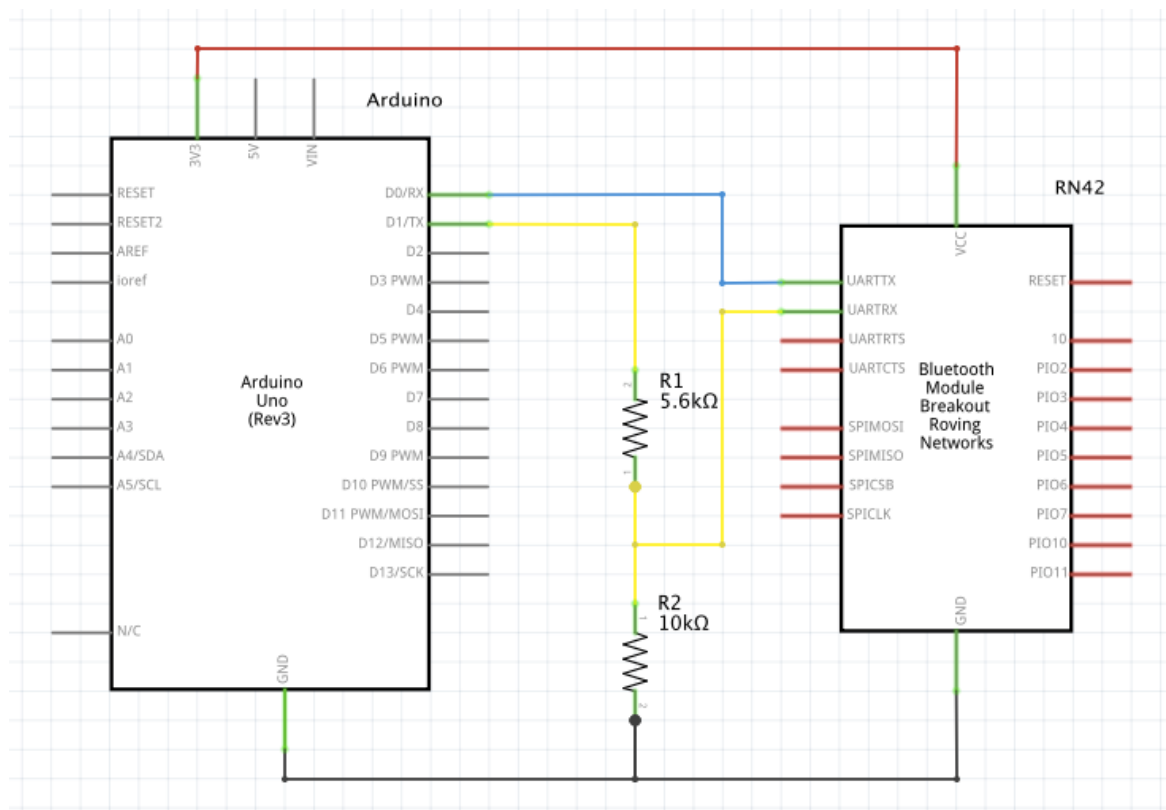 Arduino
3V3
5V
VIN
RESET
RESET2
AREF
ioref
A0
A1
A2
A3
A4/SDA
A5/SCL
N/C
Arduino
Uno
(Rev3)
D0/RX
D1/TX
D2
D3 PWM
D4
D5 PWM
D6 PWM
D7
D8
D9 PWM
D10 PWM/SS
D11 PWM/MOSI
D12/MISO
D13/SCK
GND
2
R1
5.6kΩ
1
R2
10kΩ
1
2
RN42
VCC
UARTTX
UARTRX
UARTRTS
UARTCTS
SPIMOSI
SPIMISO
SPICSB
SPICLK
Bluetooth
Module
Breakout
Roving
Networks
RESET
10
PIO2
PIO3
PIO4
PIO5
PIO6
PIO7
PIO10
PIO11
GND